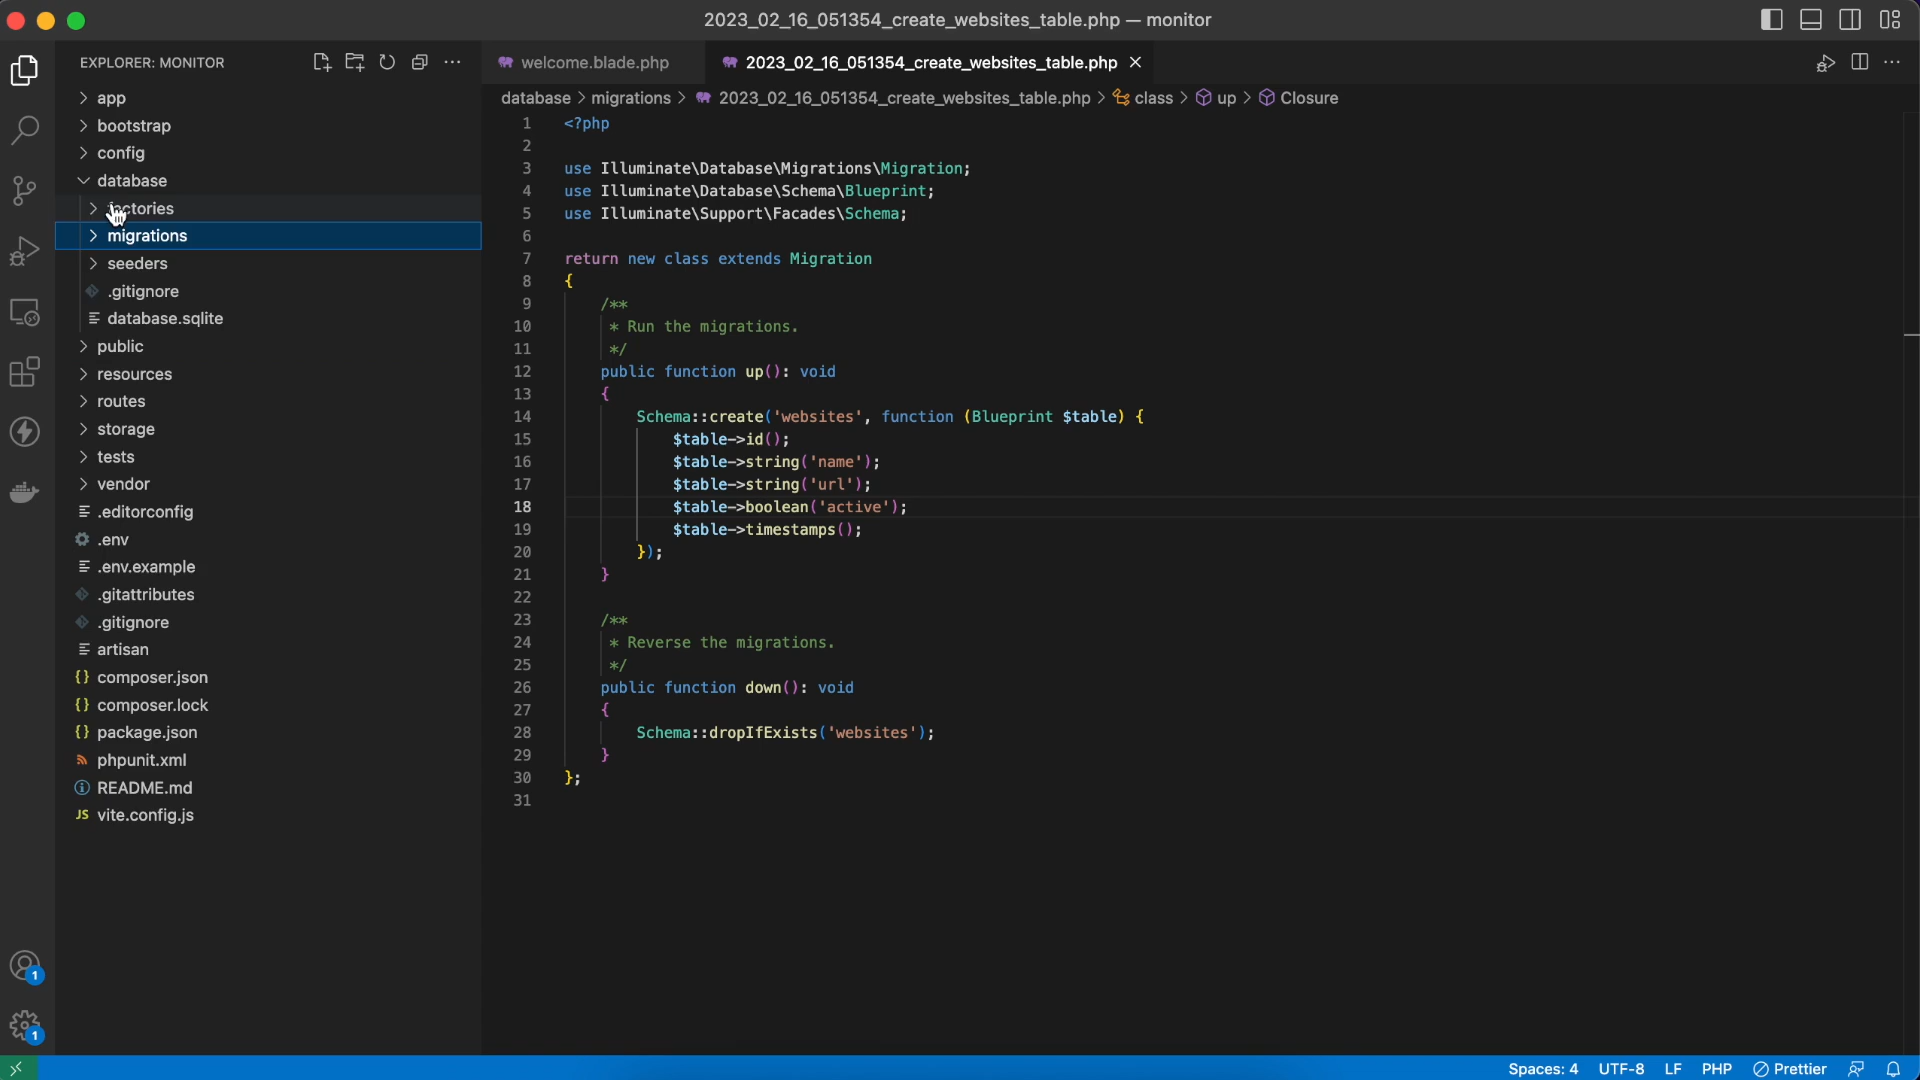 2023_02_16_051354_create_websites_table.php — monitor
EXPLORER: MONITOR
app
bootstrap
config
database
factories
migrations
seeders
.gitignore
database.sqlite
public
resources
routes
storage
tests
vendor
.editorconfig
.env
.env.example
.gitattributes
.gitignore
artisan
{} composer.json
{} composer.lock
{} package.json
phpunit.xml
README.md
JS vite.config.js
1
1
welcome.blade.php
2023_02_16_051354_create_websites_table.php
database > migrations > 2023_02_16_051354_create_websites_table.php > class > up > Closure
1 <?php
2
3 use Illuminate\Database\Migrations\Migration;
4 use Illuminate\Database\Schema\Blueprint;
5 use Illuminate\Support\Facades\Schema;
6
7 return new class extends Migration
8 {
9 /**
10 * Run the migrations.
11 */
12 public function up(): void
13 {
14 Schema::create('websites', function (Blueprint $table) {
15 $table->id();
16 $table->string('name');
17 $table->string('url');
18 $table->boolean('active');
19 $table->timestamps();
20 });
21 }
22
23 /**
24 * Reverse the migrations.
25 */
26 public function down(): void
27 {
28 Schema::dropIfExists('websites');
29 }
30 };
31
Spaces: 4 UTF-8 LF PHP Prettier